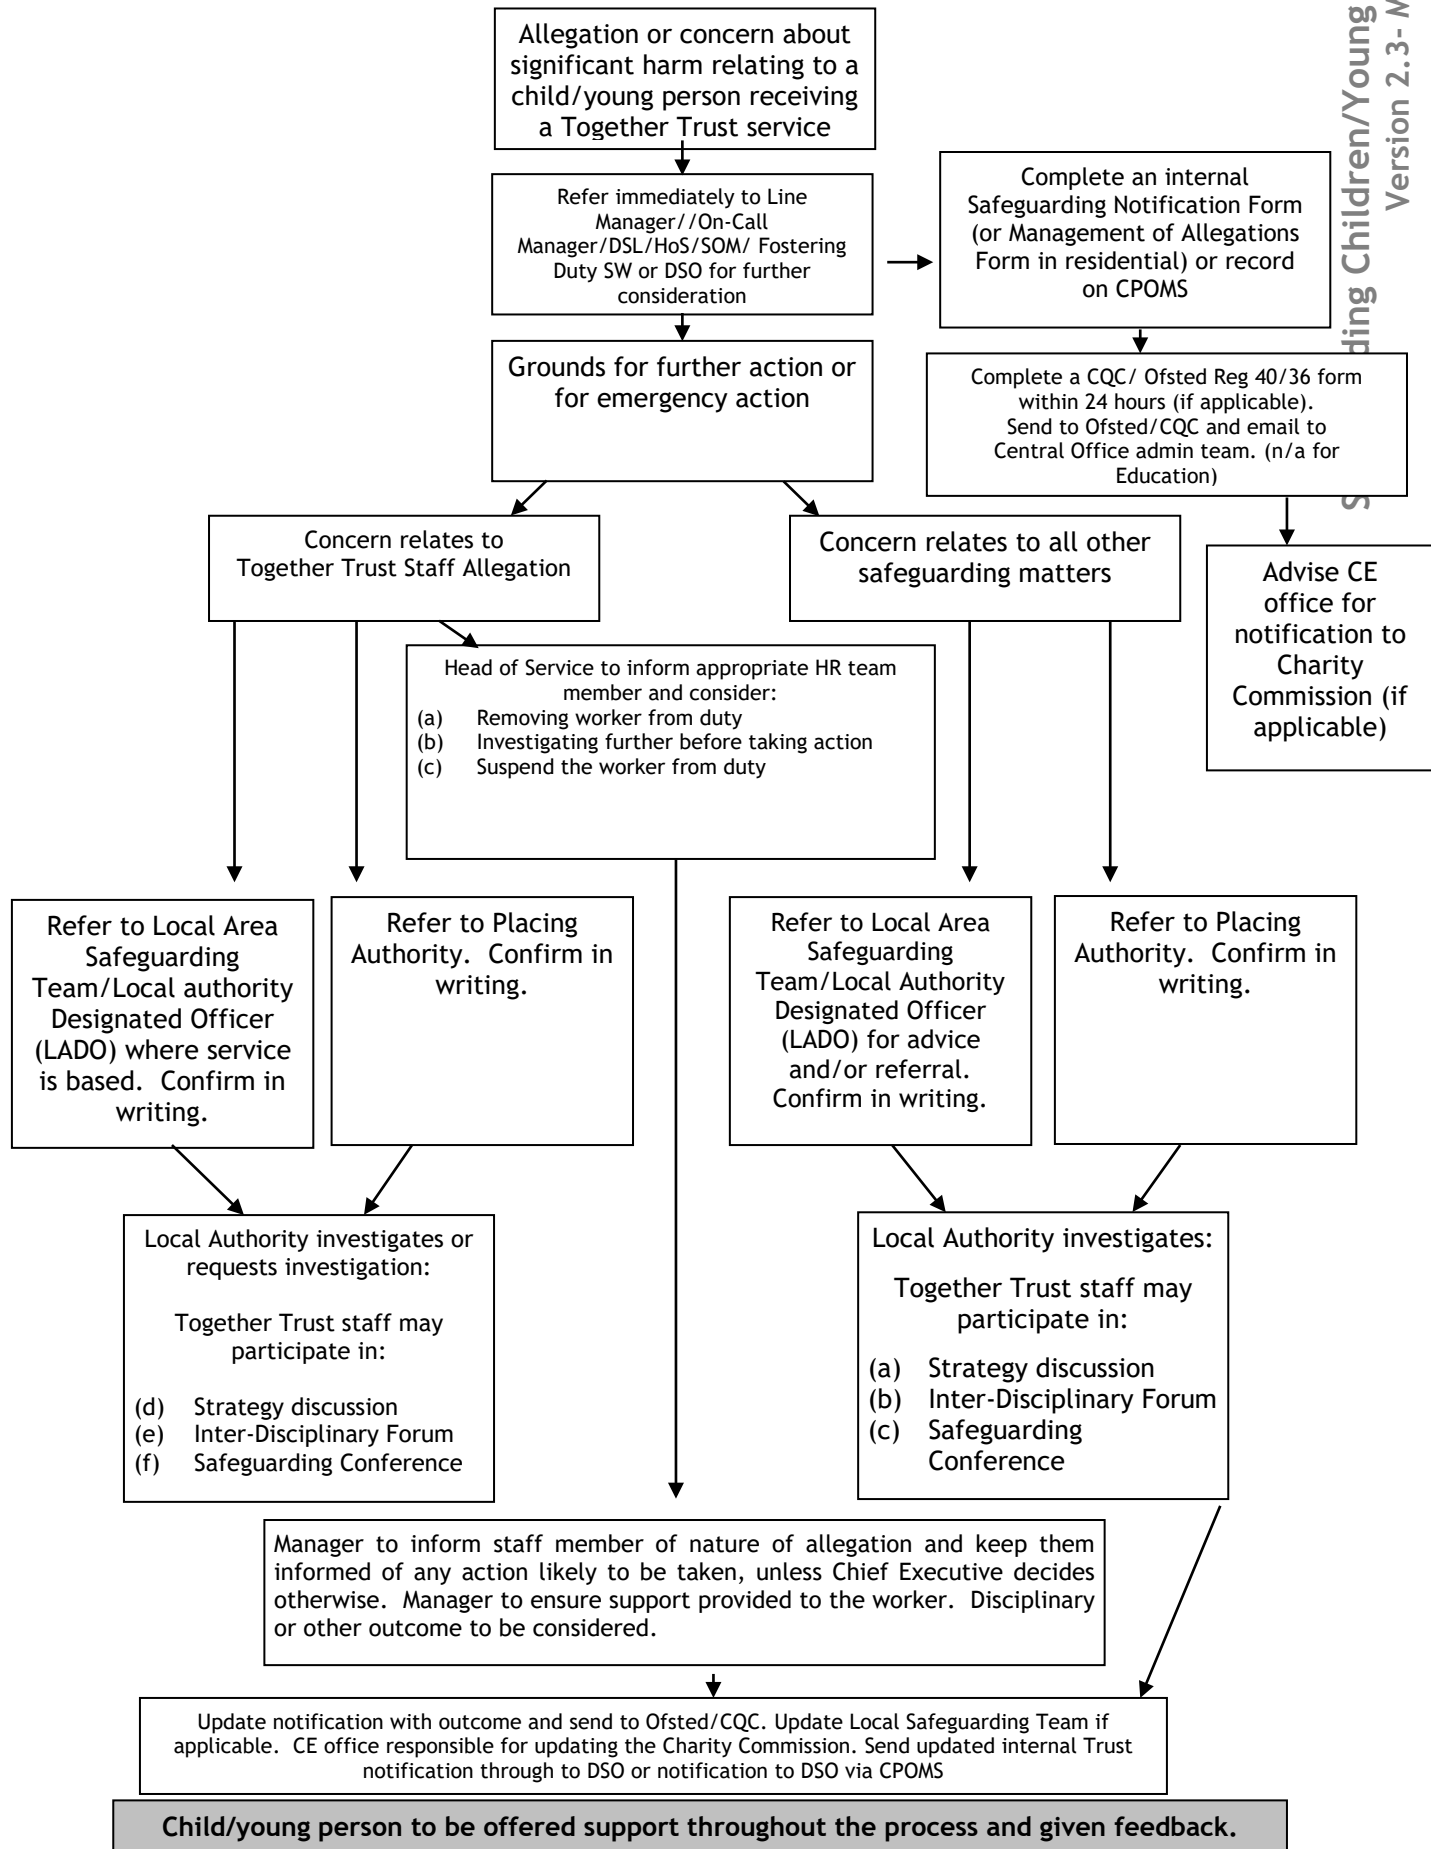 Allegation or concern about
significant harm relating to a
child/young person receiving
a Together Trust service
Refer immediately to Line
Manager//On-Call
Manager/DSL/HoS/SOM/ Fostering
Duty SW or DSO for further
consideration
Complete an internal
Safeguarding Notification Form
(or Management of Allegations
Form in residential) or record
on CPOMS
Children/Young
Version 2.3-
Grounds for further action or
for emergency action
Complete a CQC/ Ofsted Reg 40/36 form
within 24 hours (if applicable).
Send to Ofsted/CQC and email to
Central Office admin team. (n/a for
Education)
Concern relates to
Together Trust Staff Allegation
Concern relates to all other
safeguarding matters
Advise CE
office for
notification to
Charity
Commission (if
applicable)
Head of Service to inform appropriate HR team
member and consider:
(a) Removing worker from duty
(b) Investigating further before taking action
(c) Suspend the worker from duty
Refer to Local Area
Safeguarding
Team/Local authority
Designated Officer
(LADO) where service
is based. Confirm in
writing.
Refer to Placing
Authority. Confirm in
writing.
Refer to Local Area
Safeguarding
Team/Local Authority
Designated Officer
(LADO) for advice
and/or referral.
Confirm in writing.
Refer to Placing
Authority. Confirm in
writing.
Local Authority investigates or
requests investigation:
Together Trust staff may
participate in:
(d) Strategy discussion
(e) Inter-Disciplinary Forum
(f) Safeguarding Conference
Local Authority investigates:
Together Trust staff may
participate in:
(a) Strategy discussion
(b) Inter-Disciplinary Forum
(c) Safeguarding
Conference
Manager to inform staff member of nature of allegation and keep them
informed of any action likely to be taken, unless Chief Executive decides
otherwise. Manager to ensure support provided to the worker. Disciplinary
or other outcome to be considered.
Update notification with outcome and send to Ofsted/CQC. Update Local Safeguarding Team if
applicable. CE office responsible for updating the Charity Commission. Send updated internal Trust
notification through to DSO or notification to DSO via CPOMS
Child/young person to be offered support throughout the process and given feedback.